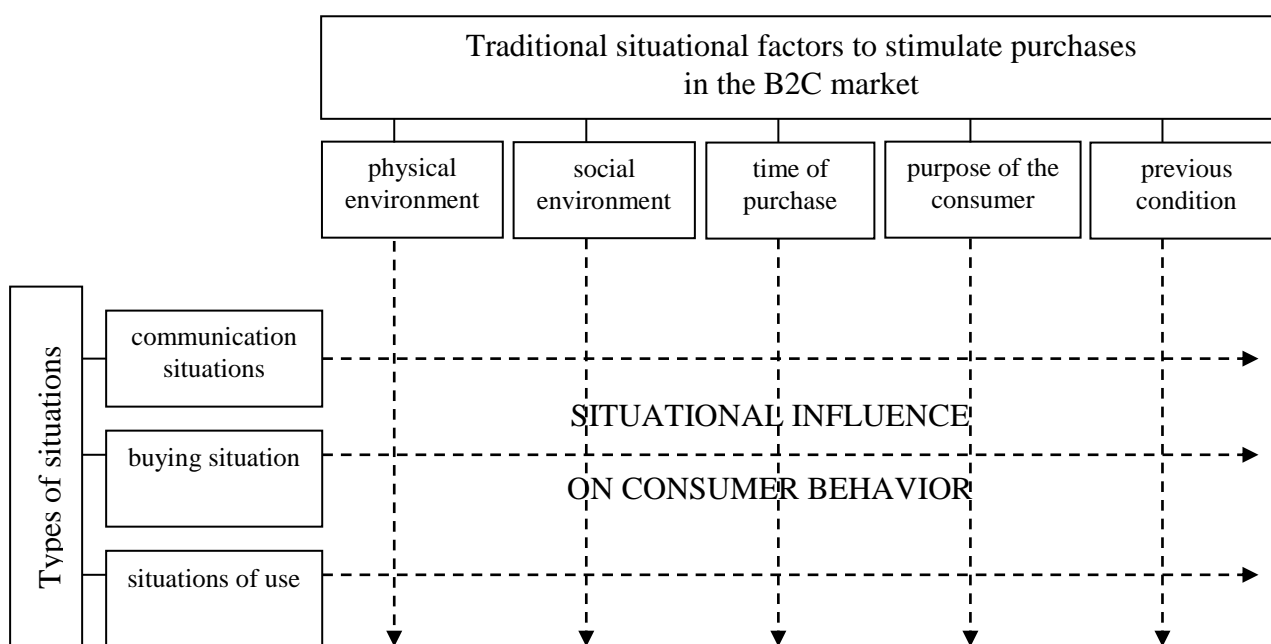 Traditional situational factors to stimulate purchases
in the B2C market
physical
environment
social
environment
time of
purchase
purpose of the
consumer
previous
condition
Types of situations
communication
situations
SITUATIONAL INFLUENCE
buying situation
ON CONSUMER BEHAVIOR
situations of use